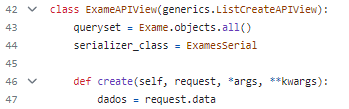 42 class ExameAPIView(generics.ListCreateAPIView):
43 queryset = Exame.objects.all()
44 serializer_class = ExamesSerial
45
46 def create(self, request, *args, **kwargs):
47 dados = request.data